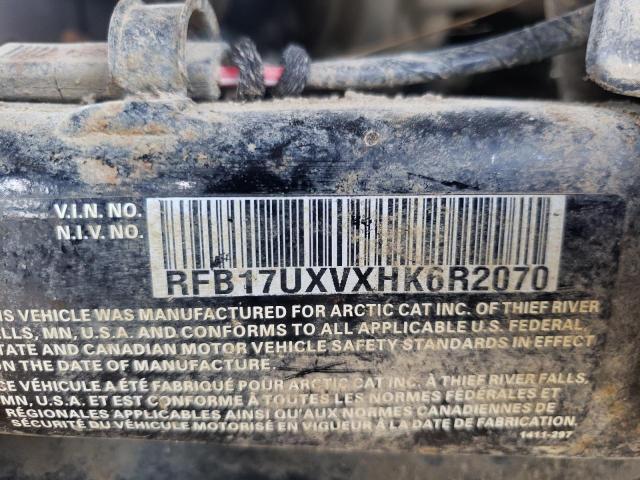 V.I.N. NO.
N.I.V. NO.
RFB17UXVXHK6R2070
VEHICLE WAS MANUFACTURED FOR ARCTIC CAT INC. OF THIEF RIVER
MN, U.S.A. AND CONFORMS TO ALL APPLICABLE U.S. FEDERAL,
AND CANADIAN MOTOR VEHICLE SAFETY STANDARDS IN EFFECT
ON THE DATE OF MANUFACTURE.
CE VÉHICULE A ÉTÉ FABRIQUÉ POUR ARCTIC CAT INC. À THIEF RIVER FALLS,
MN, U.S.A. ET EST CONFORME À TOUTES LES NORMES FÉDÉRALES ET
RÉGIONALES APPLICABLES AINSI QU'AUX NORMES CANADIENNES DE
SÉCURITÉ DU VÉHICULE MOTORISÉ EN VIGUEUR À LA DATE DE FABRICATION.
1411-297